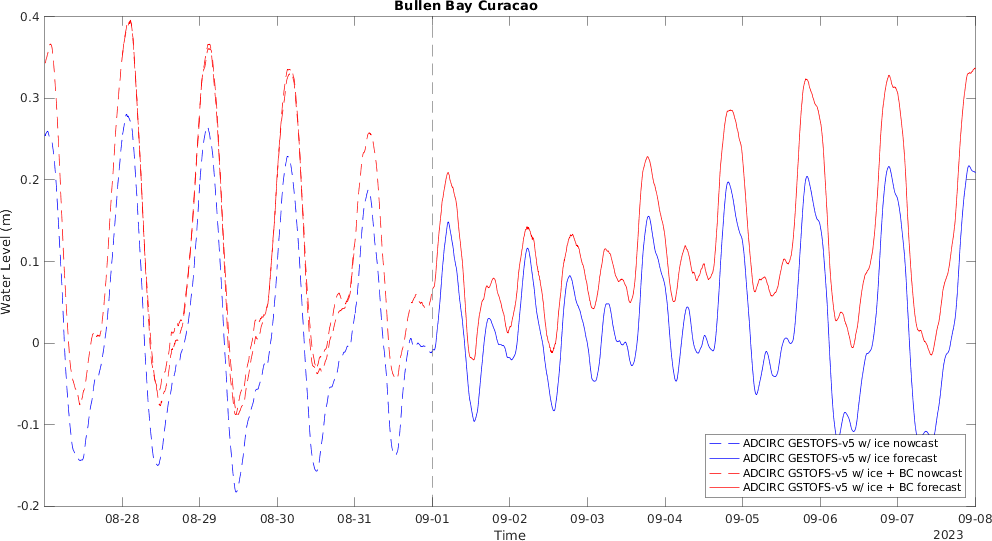 Bullen Bay Curacao
0.4
0.3
0.2
0.1
0
-0.1
-0.2
Water Level (m)
ADCIRC GESTOFS-v5 w/ ice nowcast
ADCIRC GESTOFS-v5 w/ ice forecast
ADCIRC GSTOFS-v5 w/ ice + BC nowcast
ADCIRC GSTOFS-v5 w/ ice + BC forecast
08-28 08-29 08-30 08-31 09-01 09-02 09-03 09-04 09-05 09-06 09-07 09-08
Time
2023